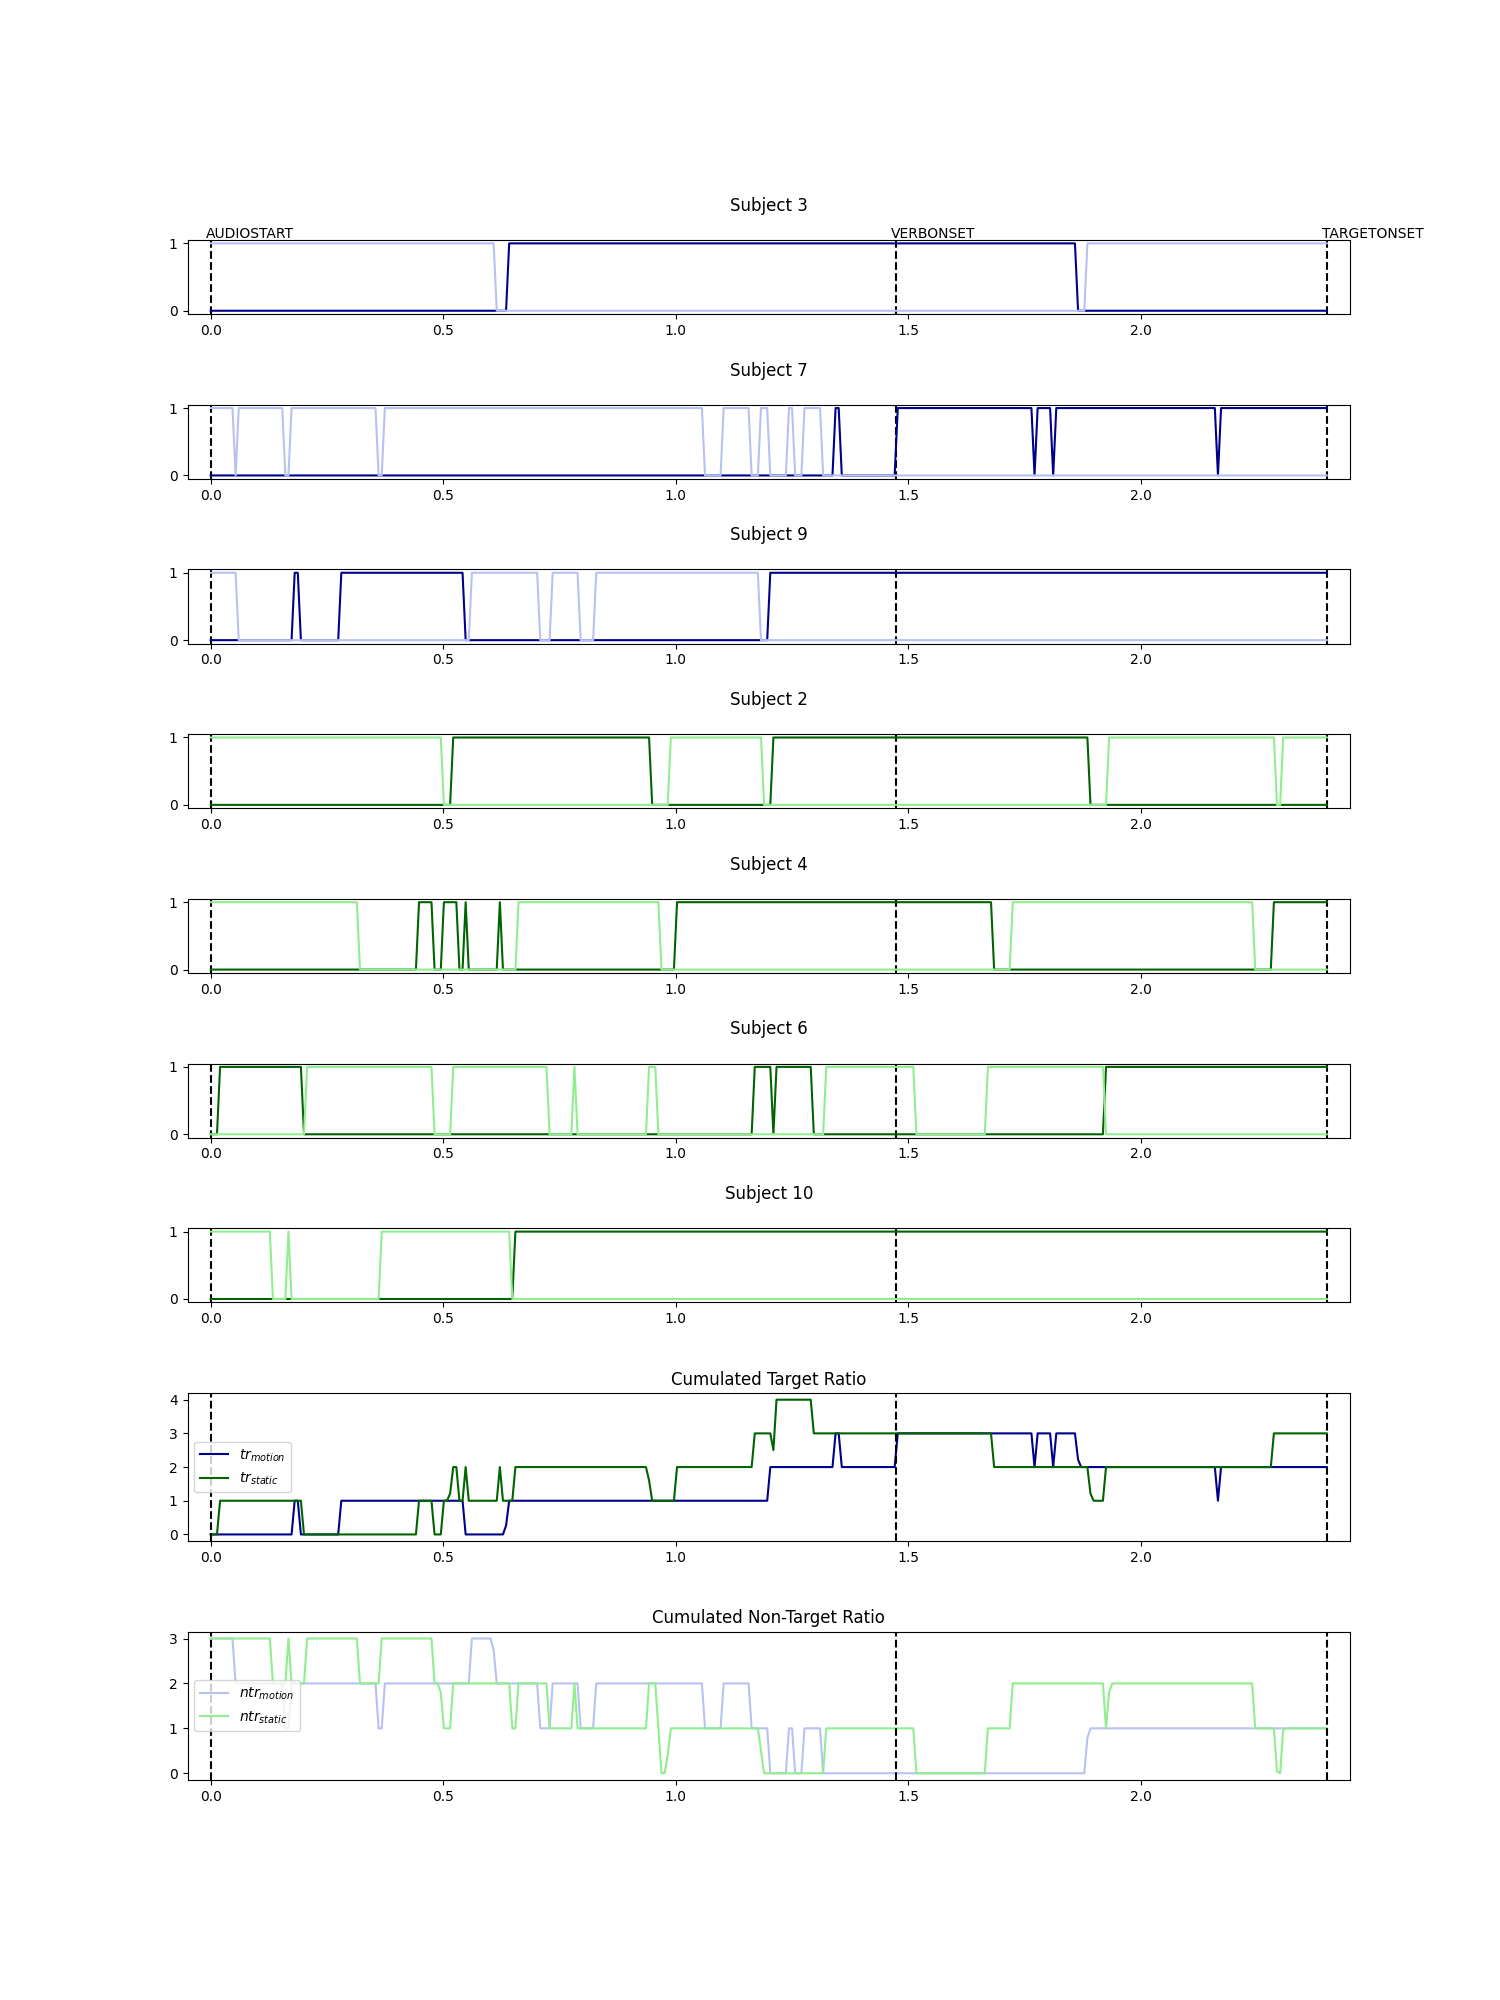 Subject 3
AUDIOSTART VERBONSET TARGETONSET
1
0
0.0 0.5 1.0 1.5 2.0
Subject 7
1
0
0.0 0.5 1.0 1.5 2.0
Subject 9
1
0
0.0 0.5 1.0 1.5 2.0
Subject 2
1
0
0.0 0.5 1.0 1.5 2.0
Subject 4
1
0
0.0 0.5 1.0 1.5 2.0
Subject 6
1
0
0.0 0.5 1.0 1.5 2.0
Subject 10
1
0
0.0 0.5 1.0 1.5 2.0
Cumulated Target Ratio
4
3
2
1
0
tr_motion
tr_static
0.0 0.5 1.0 1.5 2.0
Cumulated Non-Target Ratio
3
2
1
0
ntr_motion
ntr_static
0.0 0.5 1.0 1.5 2.0